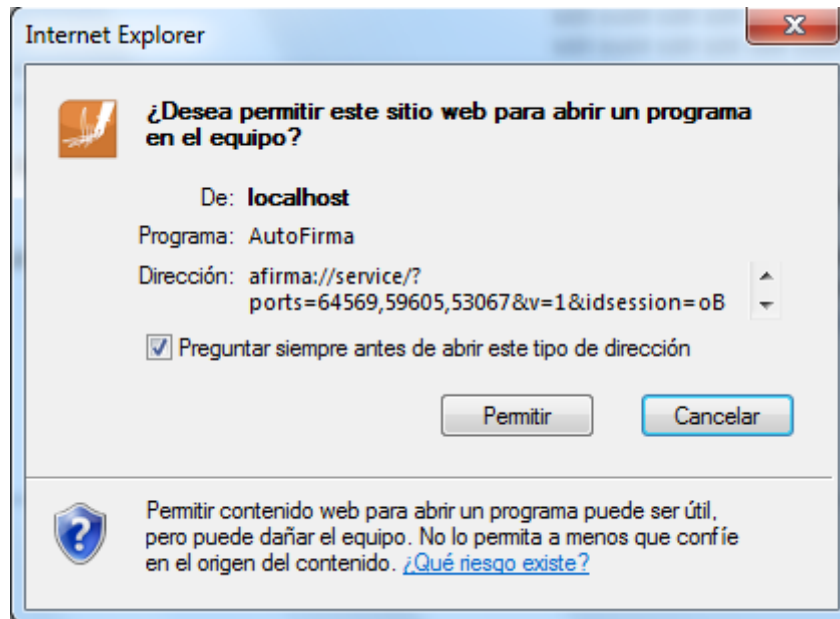 Internet Explorer
¿Desea permitir este sitio web para abrir un programa
en el equipo?
De: localhost
Programa: AutoFirma
Dirección: afirma://service/?
ports=64569,59605,53067&v=1&idsession=oB
Preguntar siempre antes de abrir este tipo de dirección
Permitir Cancelar
Permitir contenido web para abrir un programa puede ser útil,
pero puede dañar el equipo. No lo permita a menos que confíe
en el origen del contenido. ¿Qué riesgo existe?